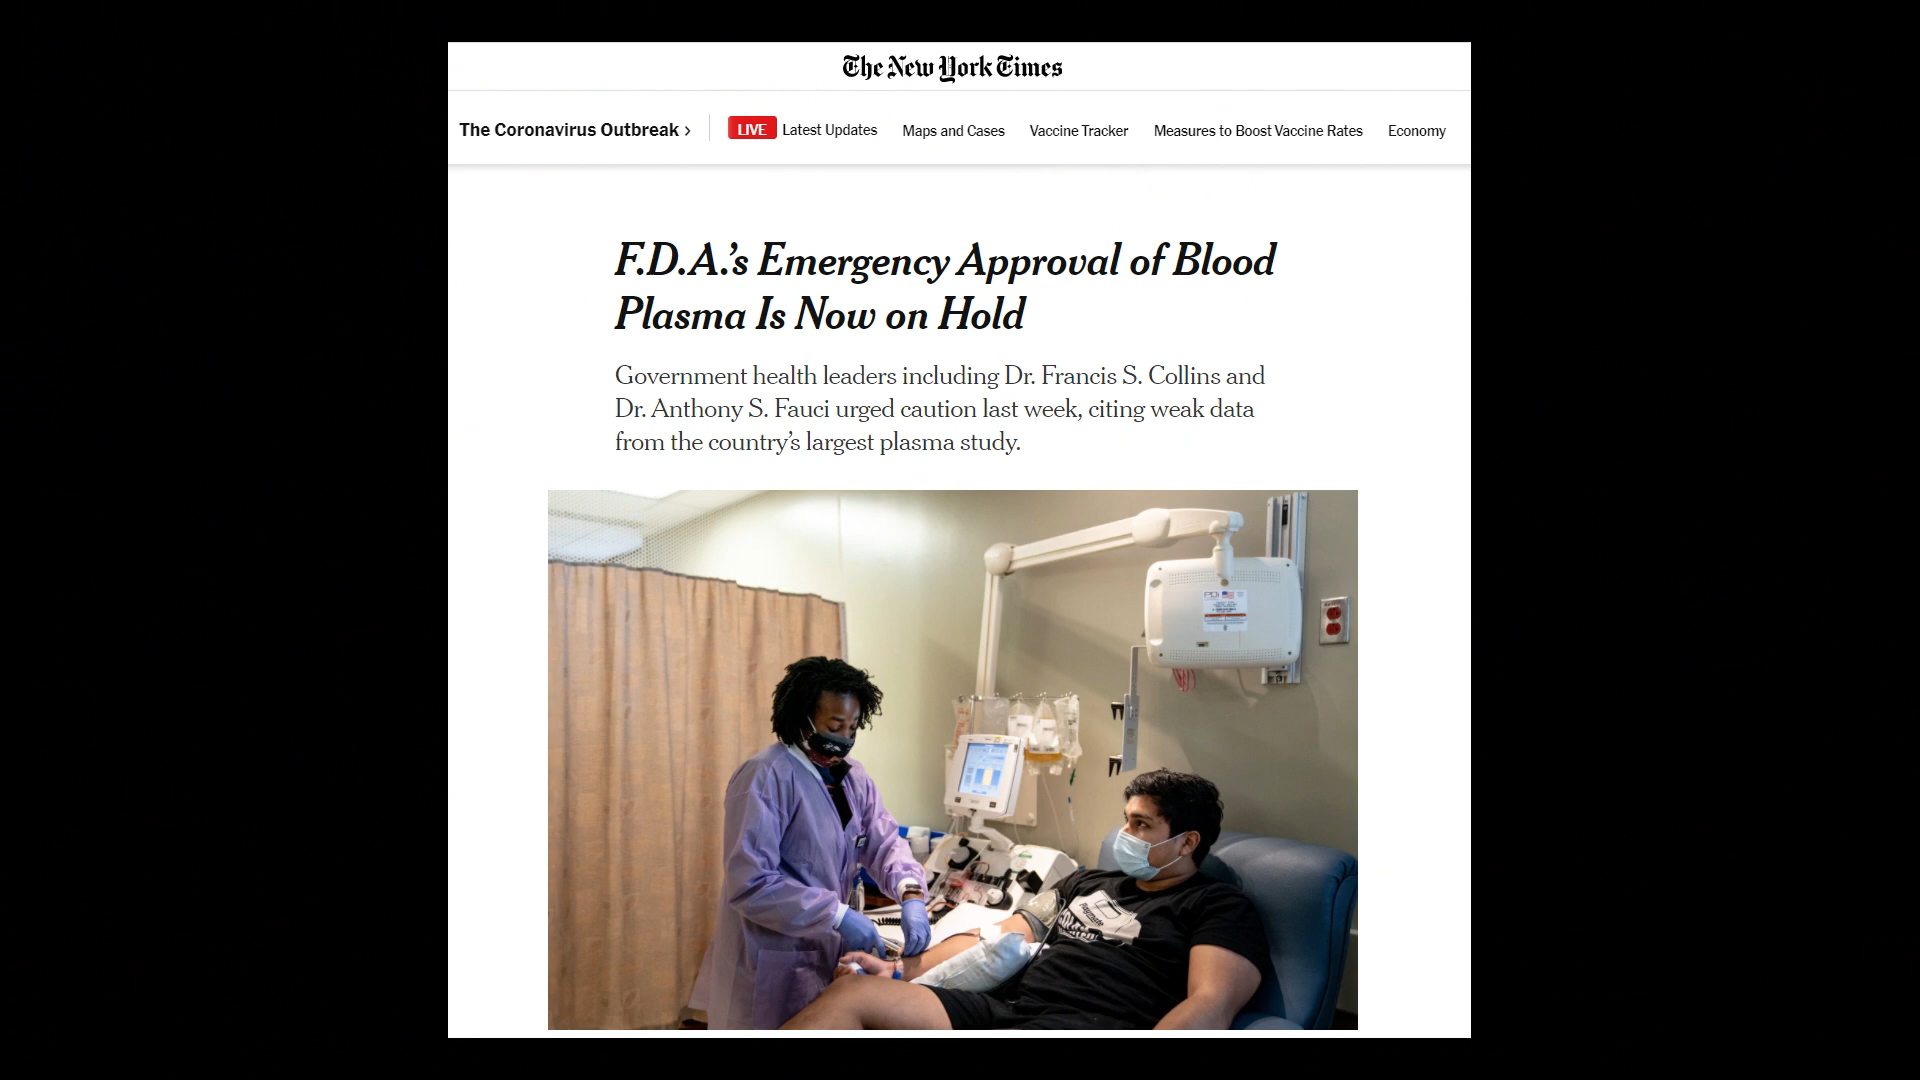 The New York Times
The Coronavirus Outbreak ›
LIVE Latest Updates Maps and Cases Vaccine Tracker Measures to Boost Vaccine Rates Economy
F.D.A.’s Emergency Approval of Blood
Plasma Is Now on Hold
Government health leaders including Dr. Francis S. Collins and
Dr. Anthony S. Fauci urged caution last week, citing weak data
from the country’s largest plasma study.
PDi